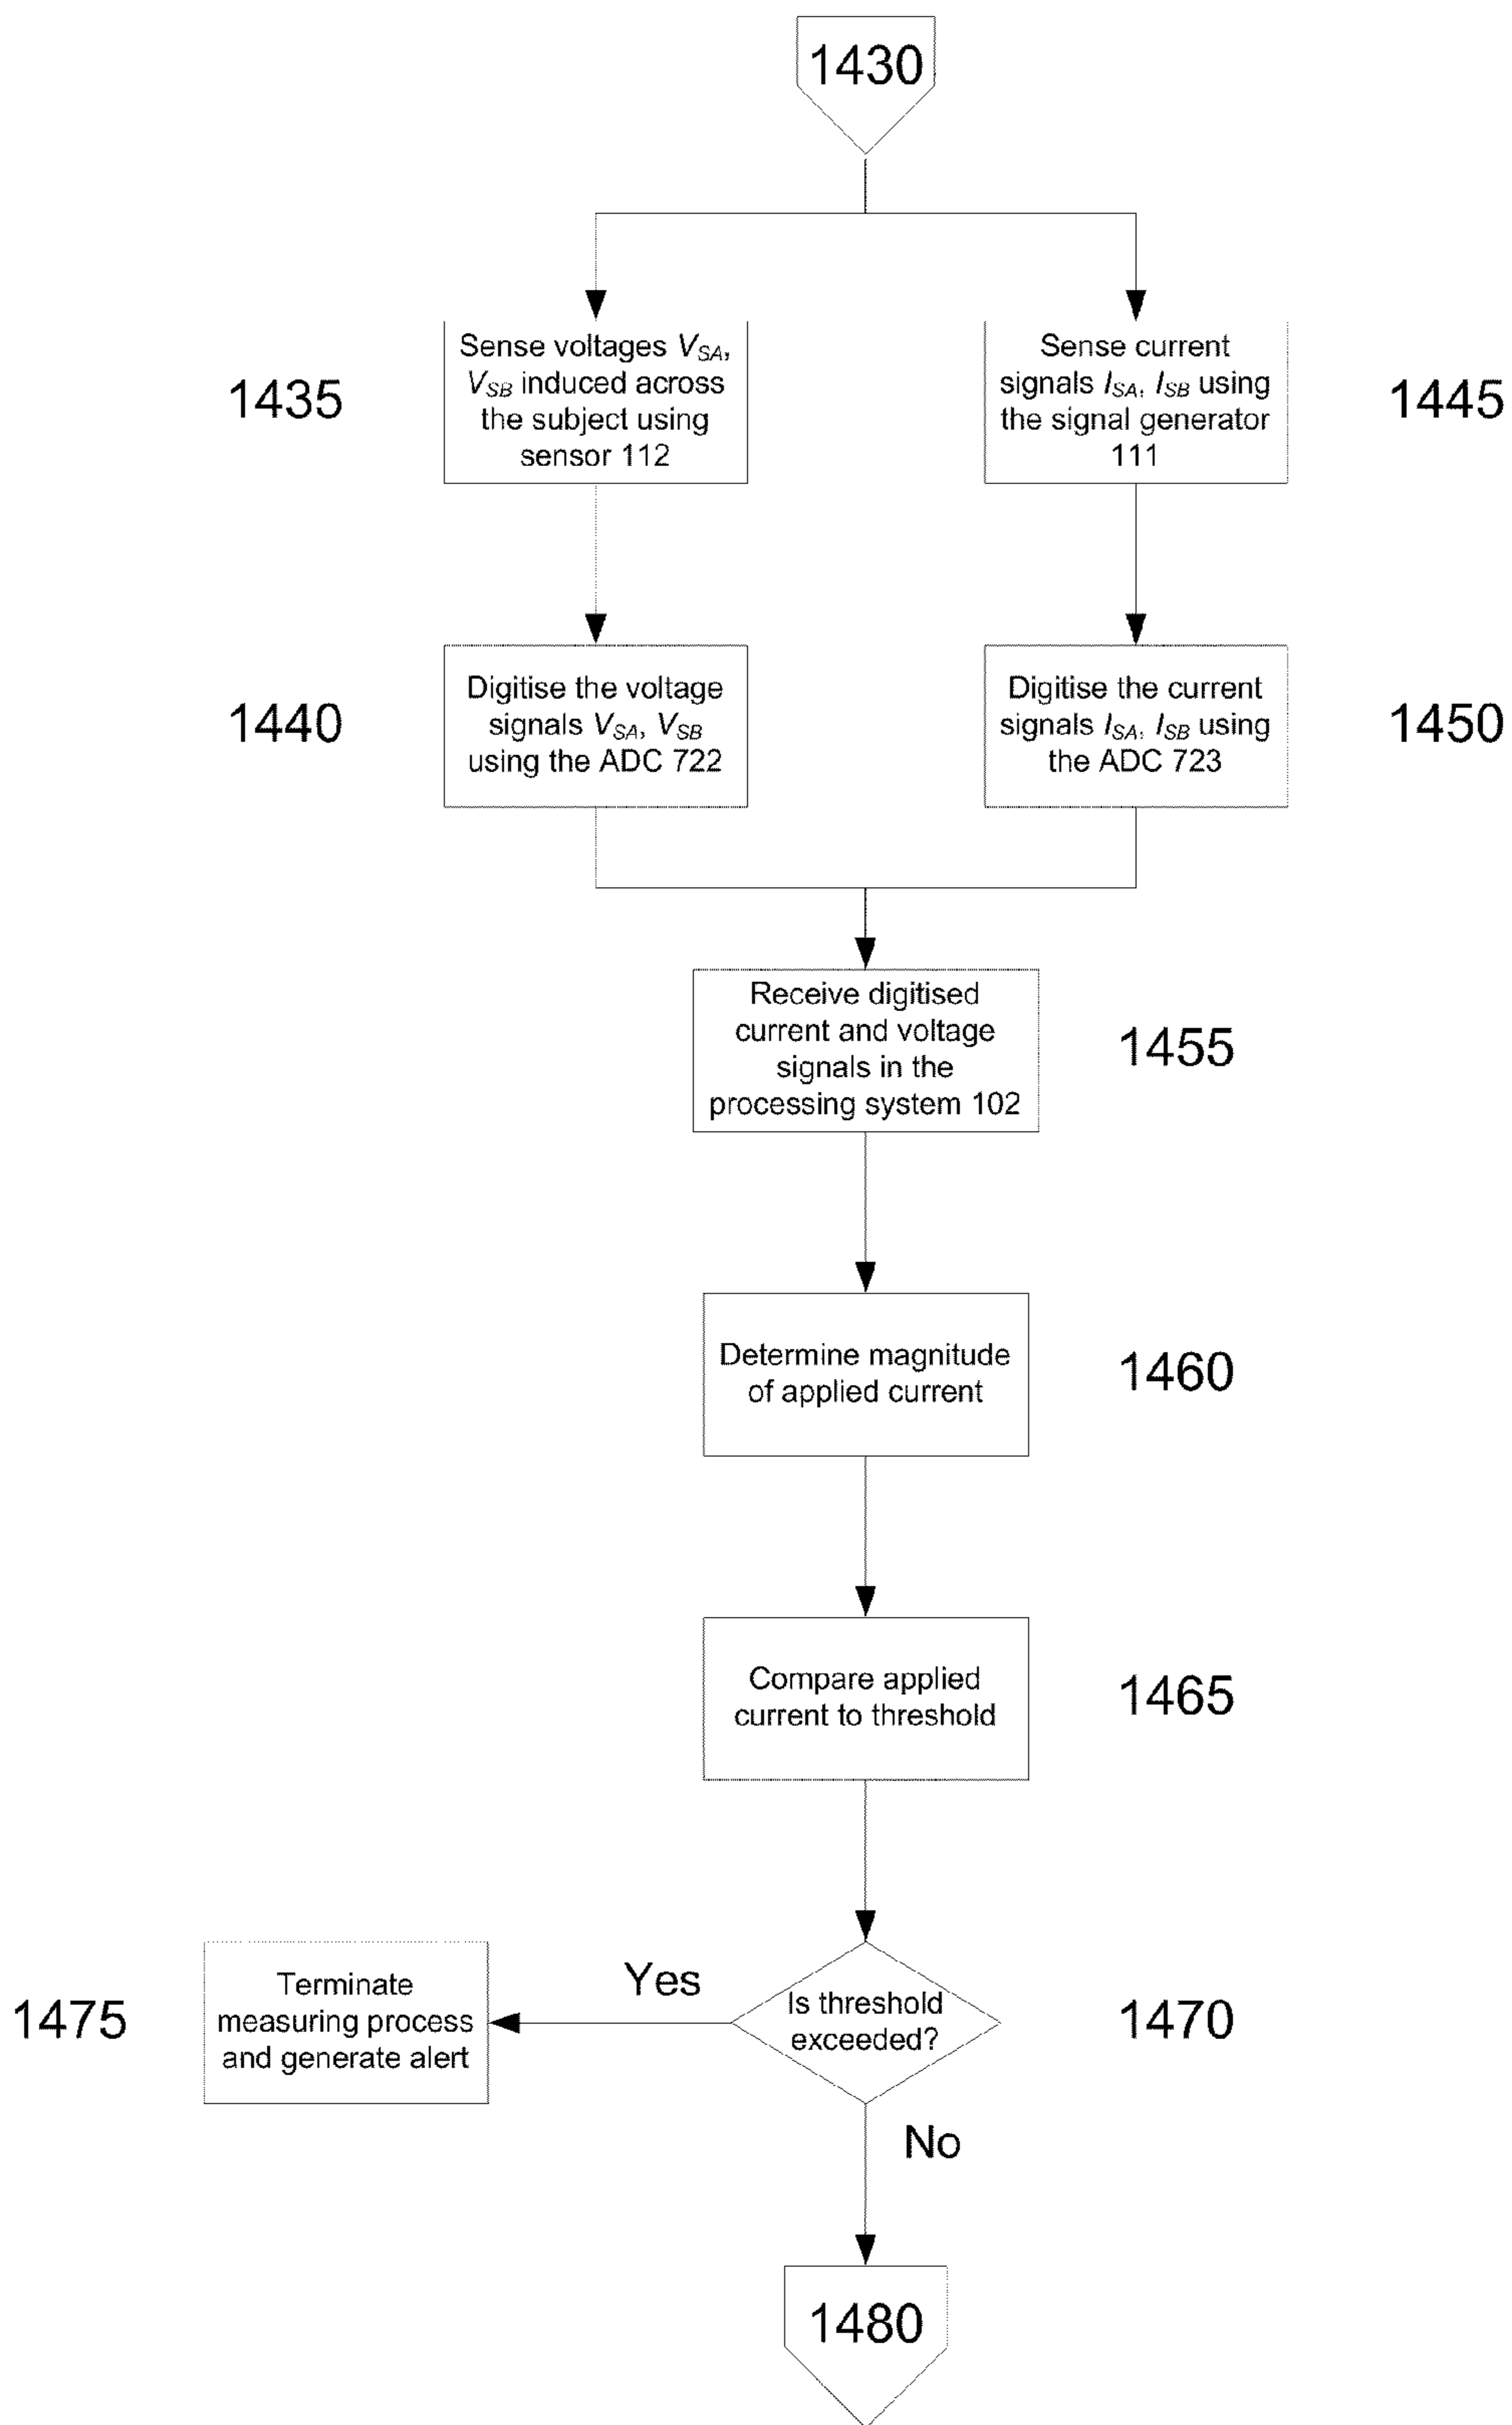 1430
1435
Sense voltages VSA,
VSB induced across
the subject using
sensor 112
Sense current
signals ISA, ISB using
the signal generator
111
1445
1440
Digitise the voltage
signals VSA, VSB
using the ADC 722
Digitise the current
signals ISA, ISB using
the ADC 723
1450
Receive digitised
current and voltage
signals in the
processing system 102
1455
Determine magnitude
of applied current
1460
Compare applied
current to threshold
1465
1475
Terminate
measuring process
and generate alert
Yes
Is threshold
exceeded?
1470
No
1480